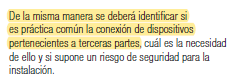 De la misma manera se deberá identificar si
es práctica común la conexión de dispositivos
pertenecientes a terceras partes, cuál es la necesidad
de ello y si supone un riesgo de seguridad para la
instalación.